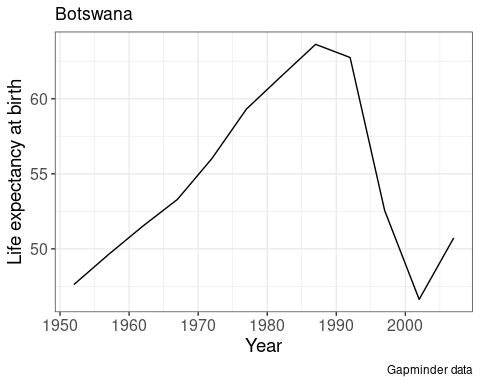 Botswana
Life expectancy at birth
60
55
50
1950 1960 1970 1980 1990 2000
Year
Gapminder data